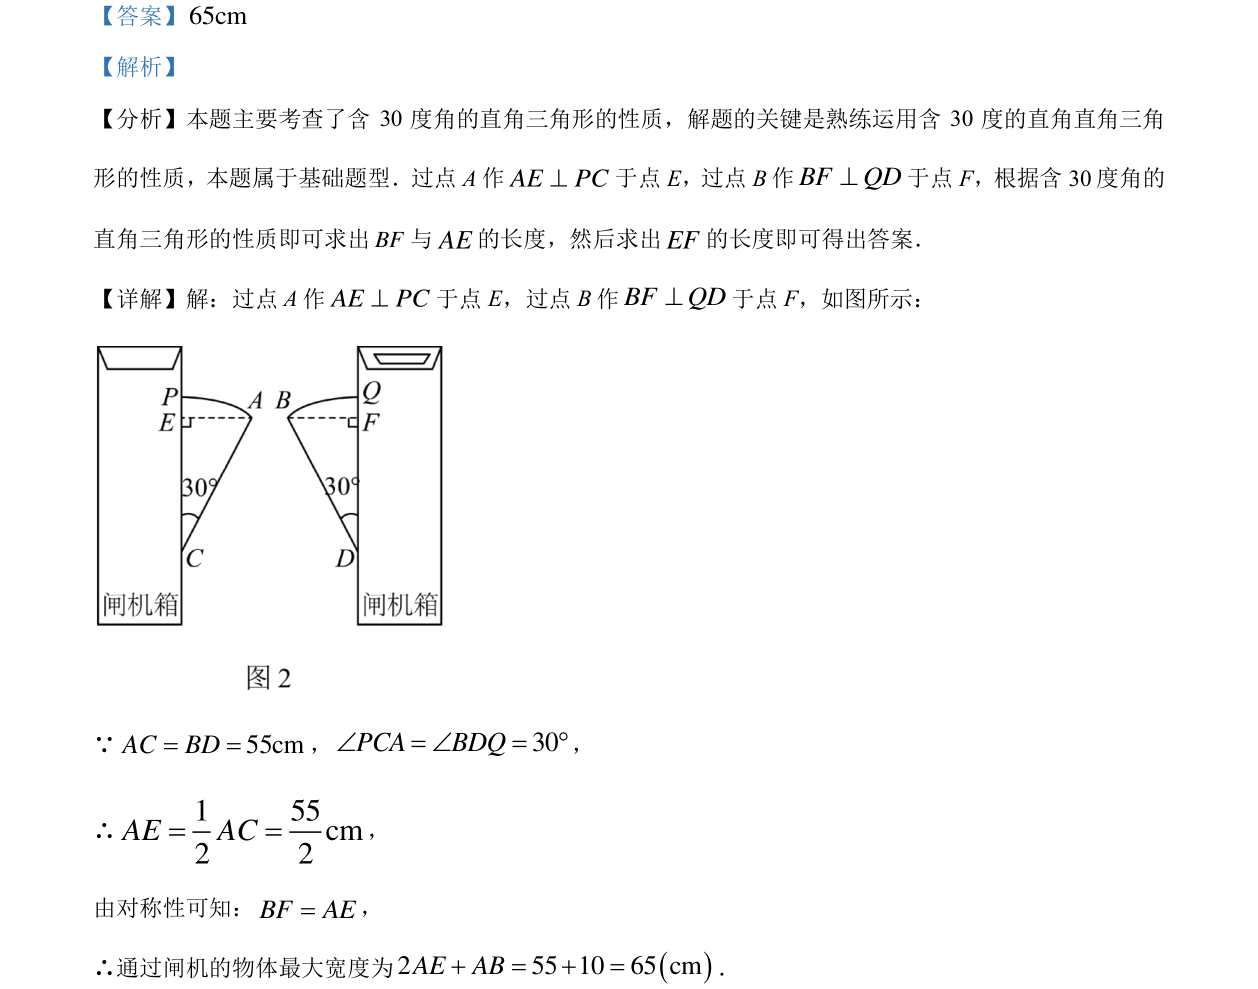 【答案】65cm
【解析】
【分析】本题主要考查了含 30 度角的直角三角形的性质，解题的关键是熟练运用含 30 度的直角直角三角
形的性质，本题属于基础题型．过点 A 作 AE ⊥ PC 于点 E，过点 B 作 BF ⊥ QD 于点 F，根据含 30 度角的
直角三角形的性质即可求出 BF 与 AE 的长度，然后求出 EF 的长度即可得出答案．
【详解】解：过点 A 作 AE ⊥ PC 于点 E，过点 B 作 BF ⊥ QD 于点 F，如图所示：
P A B Q
E F
30° 30°
C D
闸机箱 闸机箱
图 2
∵ AC = BD = 55cm，∠PCA = ∠BDQ = 30°，
∴ AE = 1/2 AC = 55/2 cm，
由对称性可知：BF = AE，
∴通过闸机的物体最大宽度为 2AE + AB = 55 + 10 = 65(cm)．